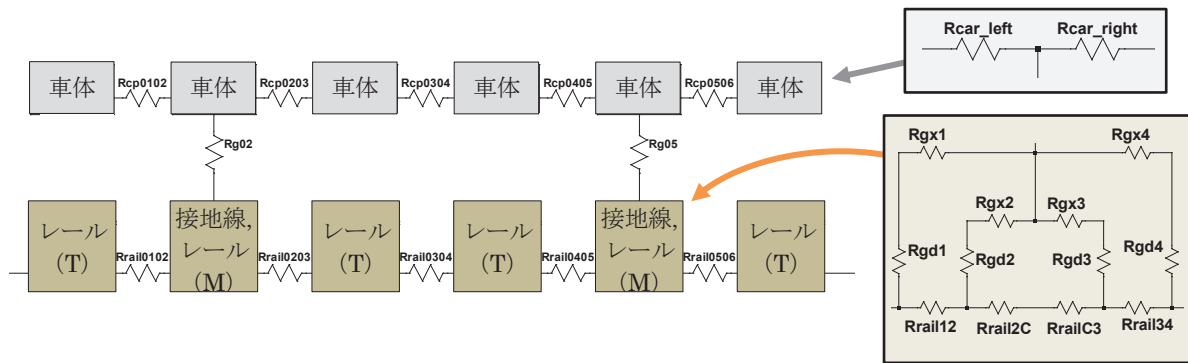 Rcar_left
Rcar_right
車体
Rcp0102
車体
Rcp0203
車体
Rcp0304
車体
Rcp0405
車体
Rcp0506
車体
Rg02
Rg05
レール
(T)
Rrail0102
接地線,
レール
(M)
Rrail0203
レール
(T)
Rrail0304
レール
(T)
Rrail0405
接地線,
レール
(M)
Rrail0506
レール
(T)
Rgx1
Rgx4
Rgx2
Rgx3
Rgd1
Rgd2
Rgd3
Rgd4
Rrail12
Rrail2C
RrailC3
Rrail34